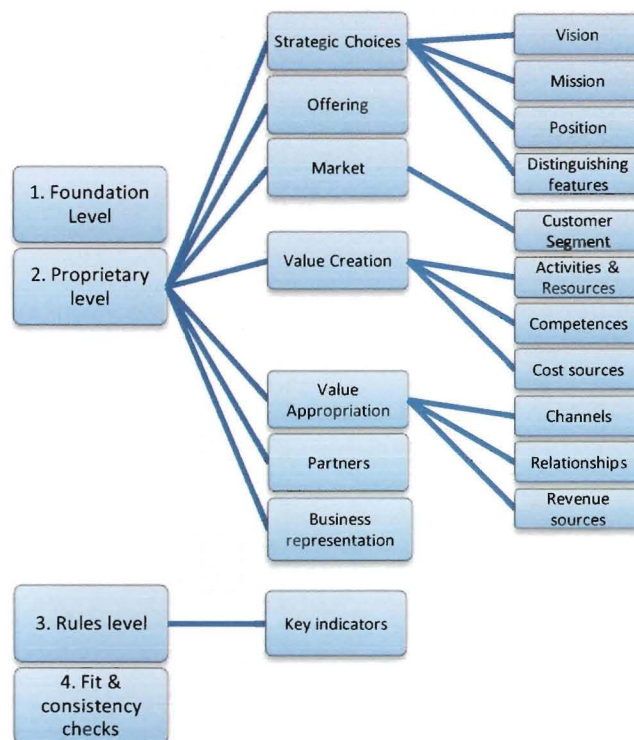 1. Foundation
Level
2. Proprietary
level
3. Rules level
4. Fit &
consistency
checks
Strategic Choices
Offering
Market
Value Creation
Value
Appropriation
Partners
Business
representation
Key indicators
Vision
Mission
Position
Distinguishing
features
Customer
Segment
Activities &
Resources
Competences
Cost sources
Channels
Relationships
Revenue
sources